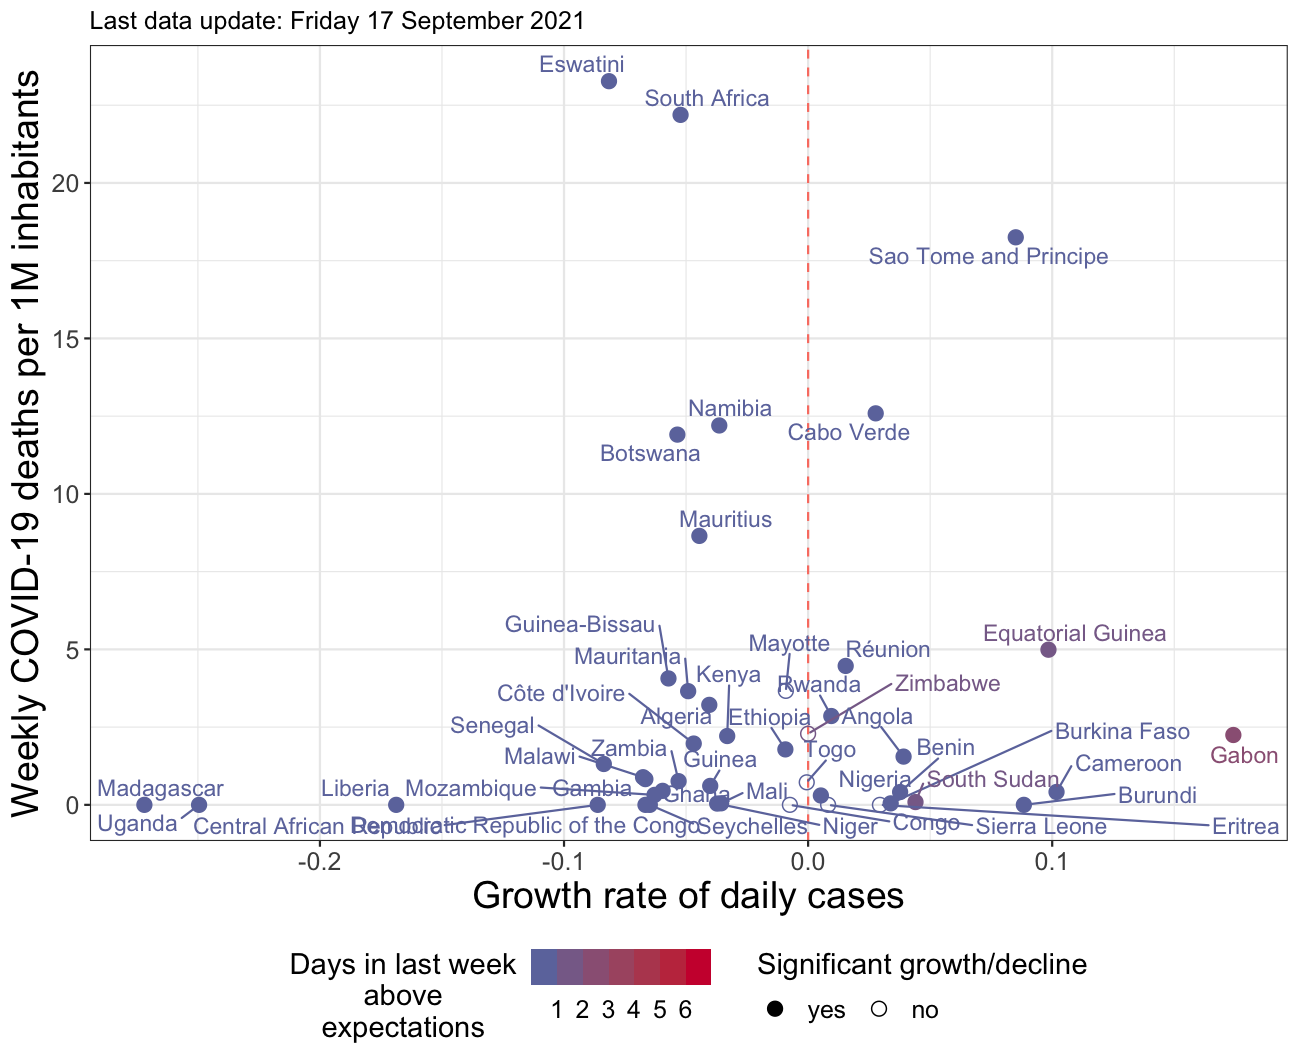 Last data update: Friday 17 September 2021
Weekly COVID-19 deaths per 1M inhabitants
20
15
10
5
0
Eswatini
South Africa
Sao Tome and Principe
Namibia
Cabo Verde
Botswana
Mauritius
Guinea-Bissau
Equatorial Guinea
Mayotte
Réunion
Mauritania
Kenya
Rwanda
Zimbabwe
Côte d'Ivoire
Algeria
Ethiopia
Angola
Senegal
Burkina Faso
Zambia
Togo
Benin
Malawi
Guinea
Gabon
Cameroon
Nigeria
South Sudan
Madagascar
Liberia
Mozambique
Gambia
Ghana
Mali
Burundi
Uganda
Central African Republic
Democratic Republic of the Congo
Seychelles
Niger
Congo
Sierra Leone
Eritrea
-0.2
-0.1
0.0
0.1
Growth rate of daily cases
Days in last week
above
expectations
1 2 3 4 5 6
Significant growth/decline
yes
no